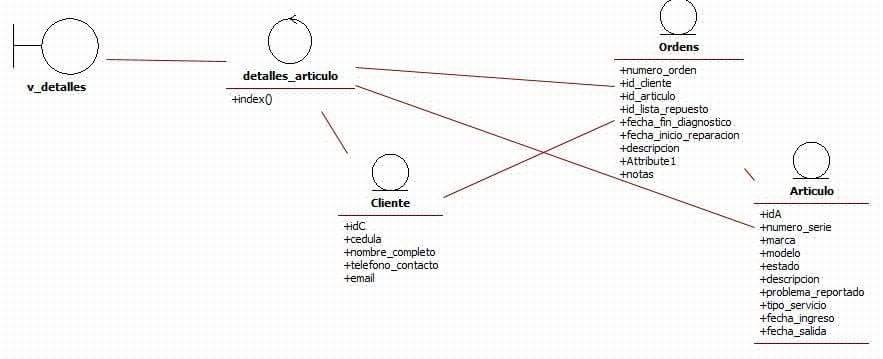 v_detalles
detalles_articulo
+index()
Ordens
+numero_orden
+id_cliente
+id_articulo
+id_lista_repuesto
+fecha_fin_diagnostico
+fecha_inicio_reparacion
+descripcion
+Attribute1
+notas
Cliente
+idC
+cedula
+nombre_completo
+telefono_contacto
+email
Articulo
+idA
+numero_serie
+marca
+modelo
+estado
+descripcion
+problema_reportado
+tipo_servicio
+fecha_ingreso
+fecha_salida